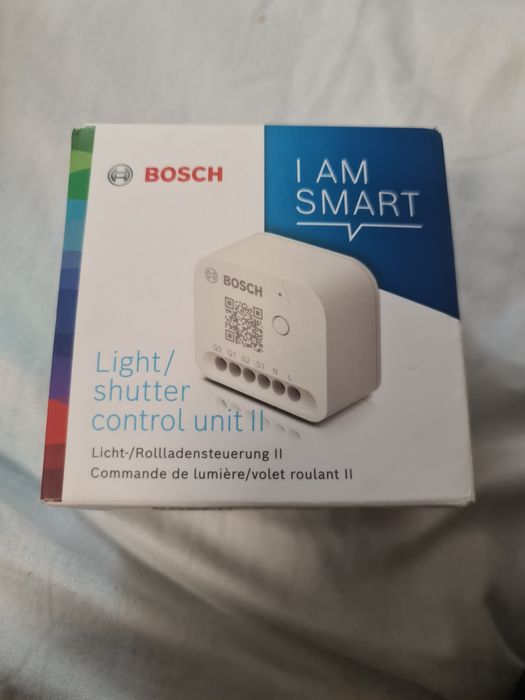 BOSCH
I AM
SMART
BOSCH
Q2 Q1 S2 S1 N L
Light/
shutter
control unit II
Licht-/Rollladensteuerung II
Commande de lumière/volet roulant II